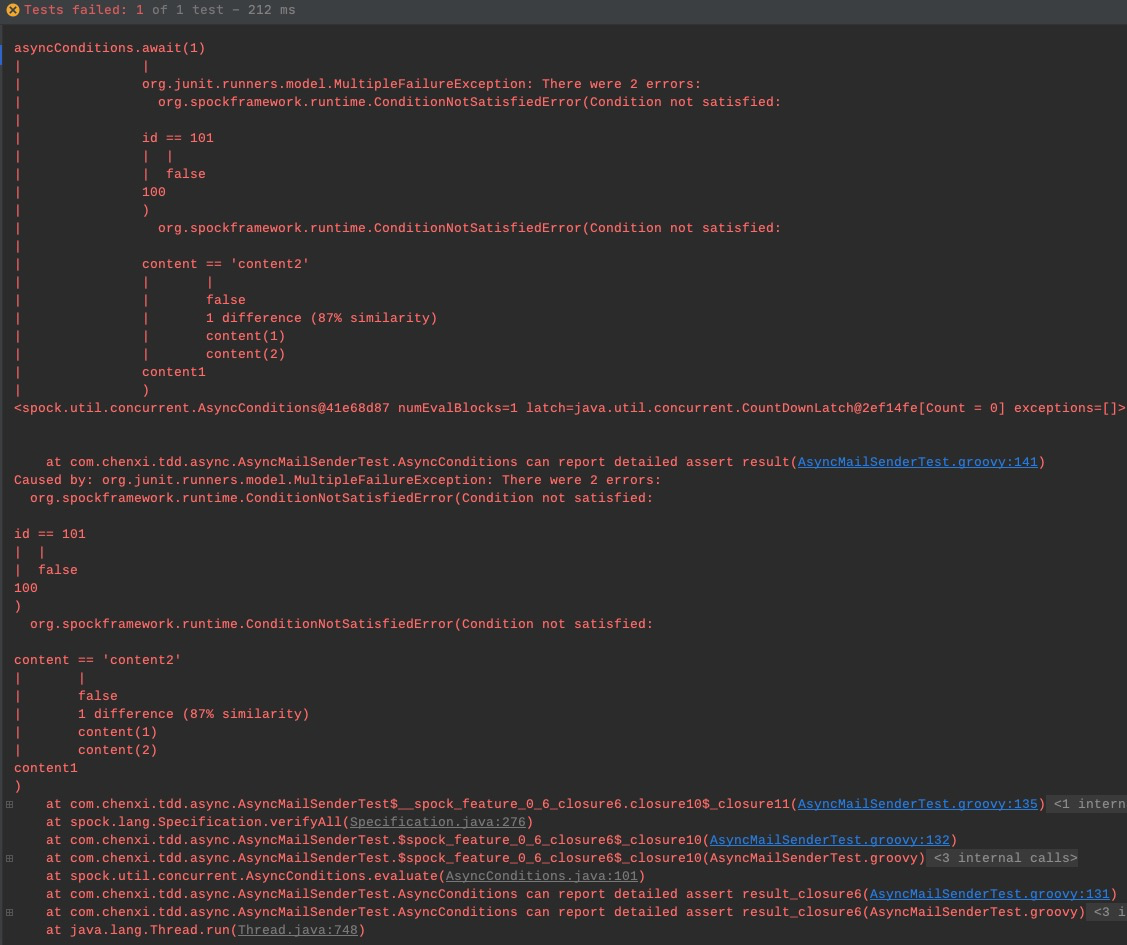 Tests failed: 1 of 1 test – 212 ms
asyncConditions.await(1)
|               |
|               org.junit.runners.model.MultipleFailureException: There were 2 errors:
|                 org.spockframework.runtime.ConditionNotSatisfiedError(Condition not satisfied:
|
|               id == 101
|               |  |
|               |  false
|               100
|               )
|                 org.spockframework.runtime.ConditionNotSatisfiedError(Condition not satisfied:
|
|               content == 'content2'
|               |       |
|               |       false
|               |       1 difference (87% similarity)
|               |       content(1)
|               |       content(2)
|               content1
|               )
<spock.util.concurrent.AsyncConditions@41e68d87 numEvalBlocks=1 latch=java.util.concurrent.CountDownLatch@2ef14fe[Count = 0] exceptions=[]>
    at com.chenxi.tdd.async.AsyncMailSenderTest.AsyncConditions can report detailed assert result(AsyncMailSenderTest.groovy:141)
Caused by: org.junit.runners.model.MultipleFailureException: There were 2 errors:
  org.spockframework.runtime.ConditionNotSatisfiedError(Condition not satisfied:
id == 101
|  |
|  false
100
)
  org.spockframework.runtime.ConditionNotSatisfiedError(Condition not satisfied:
content == 'content2'
|       |
|       false
|       1 difference (87% similarity)
|       content(1)
|       content(2)
content1
)
    at com.chenxi.tdd.async.AsyncMailSenderTest$__spock_feature_0_6_closure6.closure10$_closure11(AsyncMailSenderTest.groovy:135) <1 intern
    at spock.lang.Specification.verifyAll(Specification.java:276)
    at com.chenxi.tdd.async.AsyncMailSenderTest.$spock_feature_0_6_closure6$_closure10(AsyncMailSenderTest.groovy:132)
    at com.chenxi.tdd.async.AsyncMailSenderTest.$spock_feature_0_6_closure6$_closure10(AsyncMailSenderTest.groovy) <3 internal calls>
    at spock.util.concurrent.AsyncConditions.evaluate(AsyncConditions.java:101)
    at com.chenxi.tdd.async.AsyncMailSenderTest.AsyncConditions can report detailed assert result_closure6(AsyncMailSenderTest.groovy:131)
    at com.chenxi.tdd.async.AsyncMailSenderTest.AsyncConditions can report detailed assert result_closure6(AsyncMailSenderTest.groovy) <3 i
    at java.lang.Thread.run(Thread.java:748)